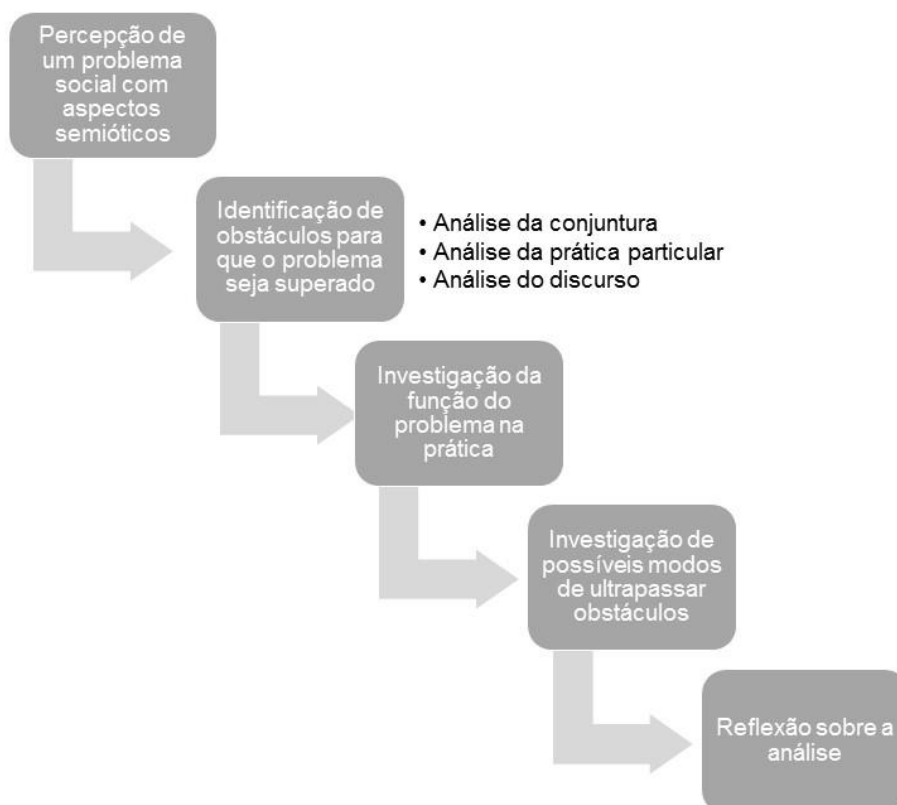 Percepção de
um problema
social com
aspectos
semióticos
Identificação de
obstáculos para
que o problema
seja superado
• Análise da conjuntura
• Análise da prática particular
• Análise do discurso
Investigação da
função do
problema na
prática
Investigação de
possíveis modos
de ultrapassar
obstáculos
Reflexão sobre a
análise